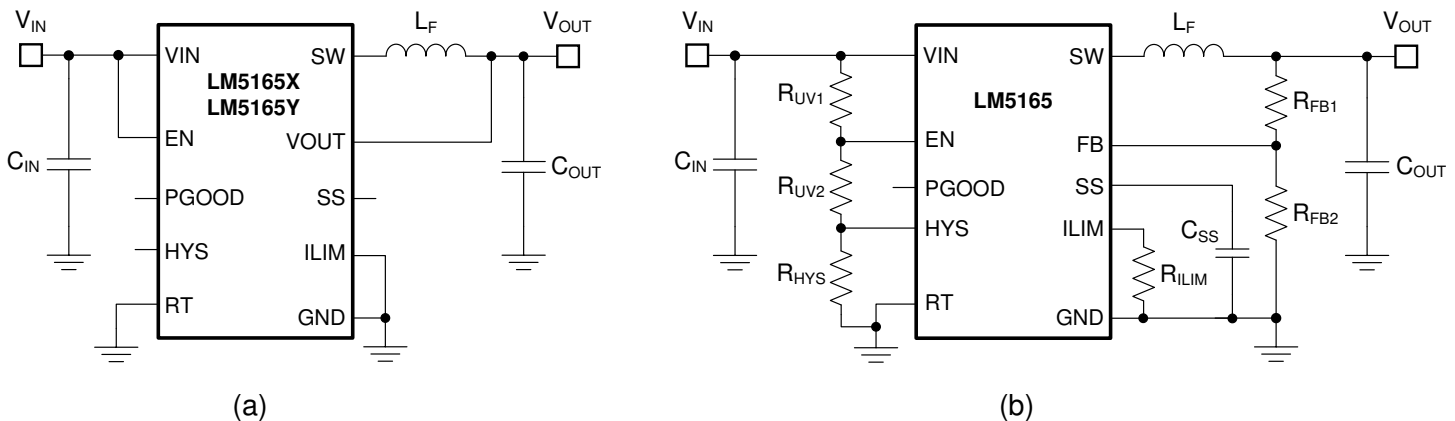 V_IN
L_F
V_OUT
VIN
SW
LM5165X
LM5165Y
EN
VOUT
C_IN
C_OUT
PGOOD
SS
HYS
ILIM
RT
GND
(a)
V_IN
L_F
V_OUT
VIN
SW
R_UV1
LM5165
R_FB1
EN
FB
C_IN
C_OUT
R_UV2
PGOOD
SS
R_FB2
HYS
ILIM
C_SS
R_HYS
R_ILIM
RT
GND
(b)